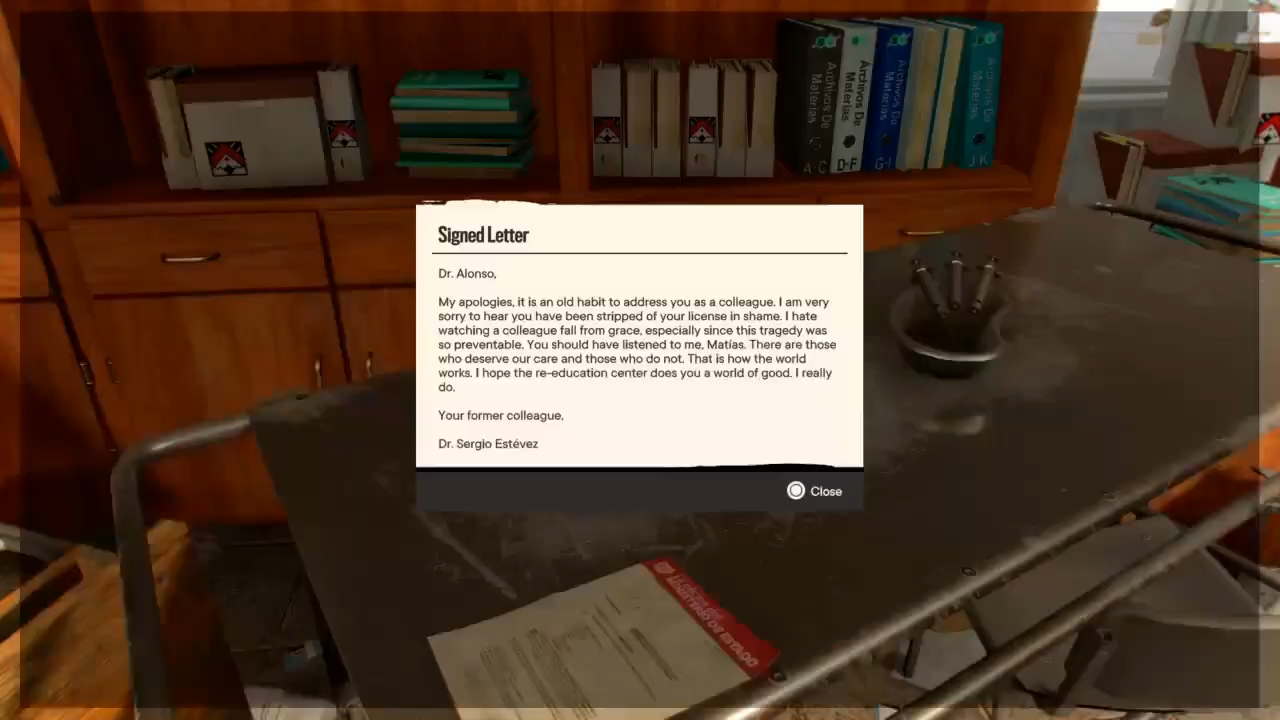 Archivos De
Materias
A-C
Archivos De
Materias
D-F
Archivos De
Materias
G-I
Archivos De
Materias
J-K
Signed Letter
Dr. Alonso,
My apologies, it is an old habit to address you as a colleague. I am very
sorry to hear you have been stripped of your license in shame. I hate
watching a colleague fall from grace, especially since this tragedy was
so preventable. You should have listened to me, Matías. There are those
who deserve our care and those who do not. That is how the world
works. I hope the re-education center does you a world of good. I really
do.
Your former colleague,
Dr. Sergio Estévez
Close
MINISTERIO DE ESTADO